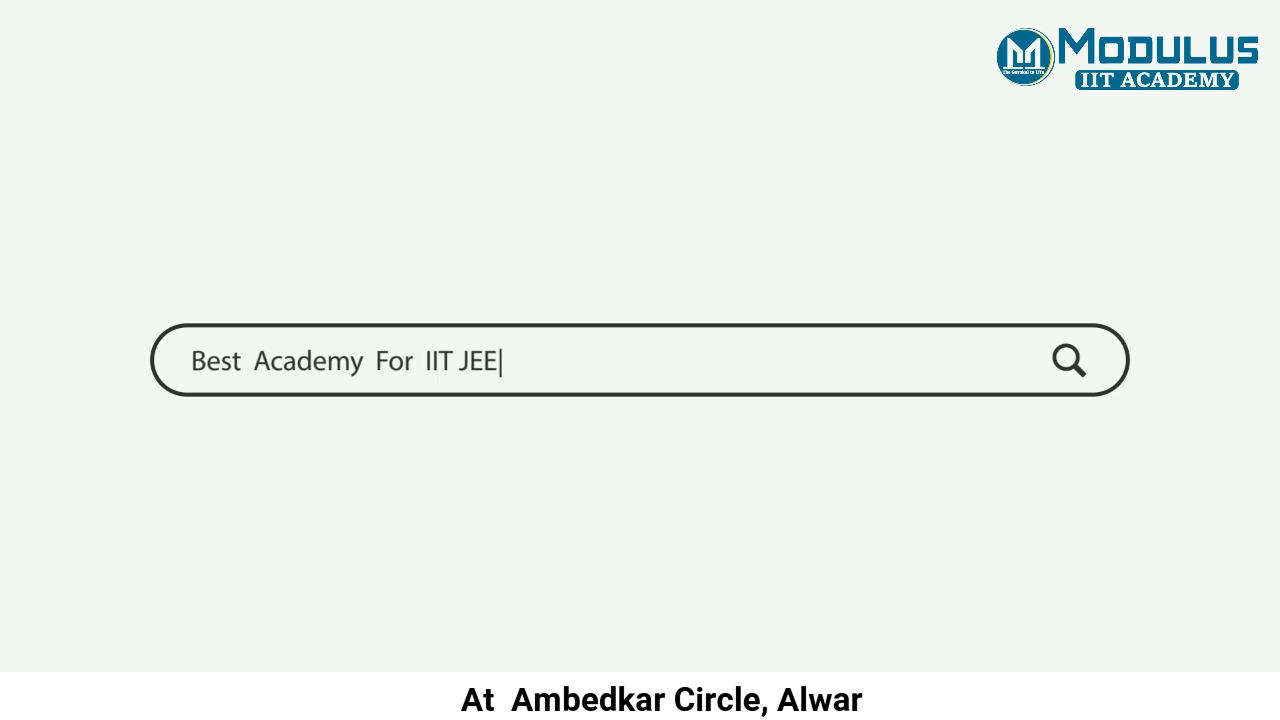 MODULUS
IIT ACADEMY
Best Academy For IIT JEE
At Ambedkar Circle, Alwar